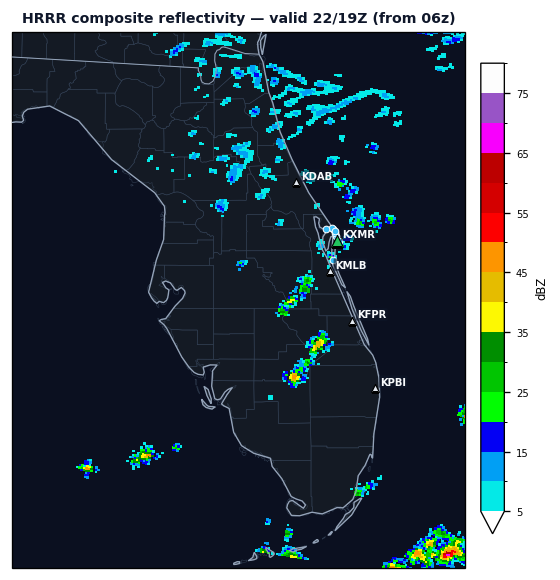 HRRR composite reflectivity — valid 22/19Z (from 06z)
75
65
55
45
35
25
15
5
dBZ
KDAB
KXMR
KMLB
KFPR
KPBI